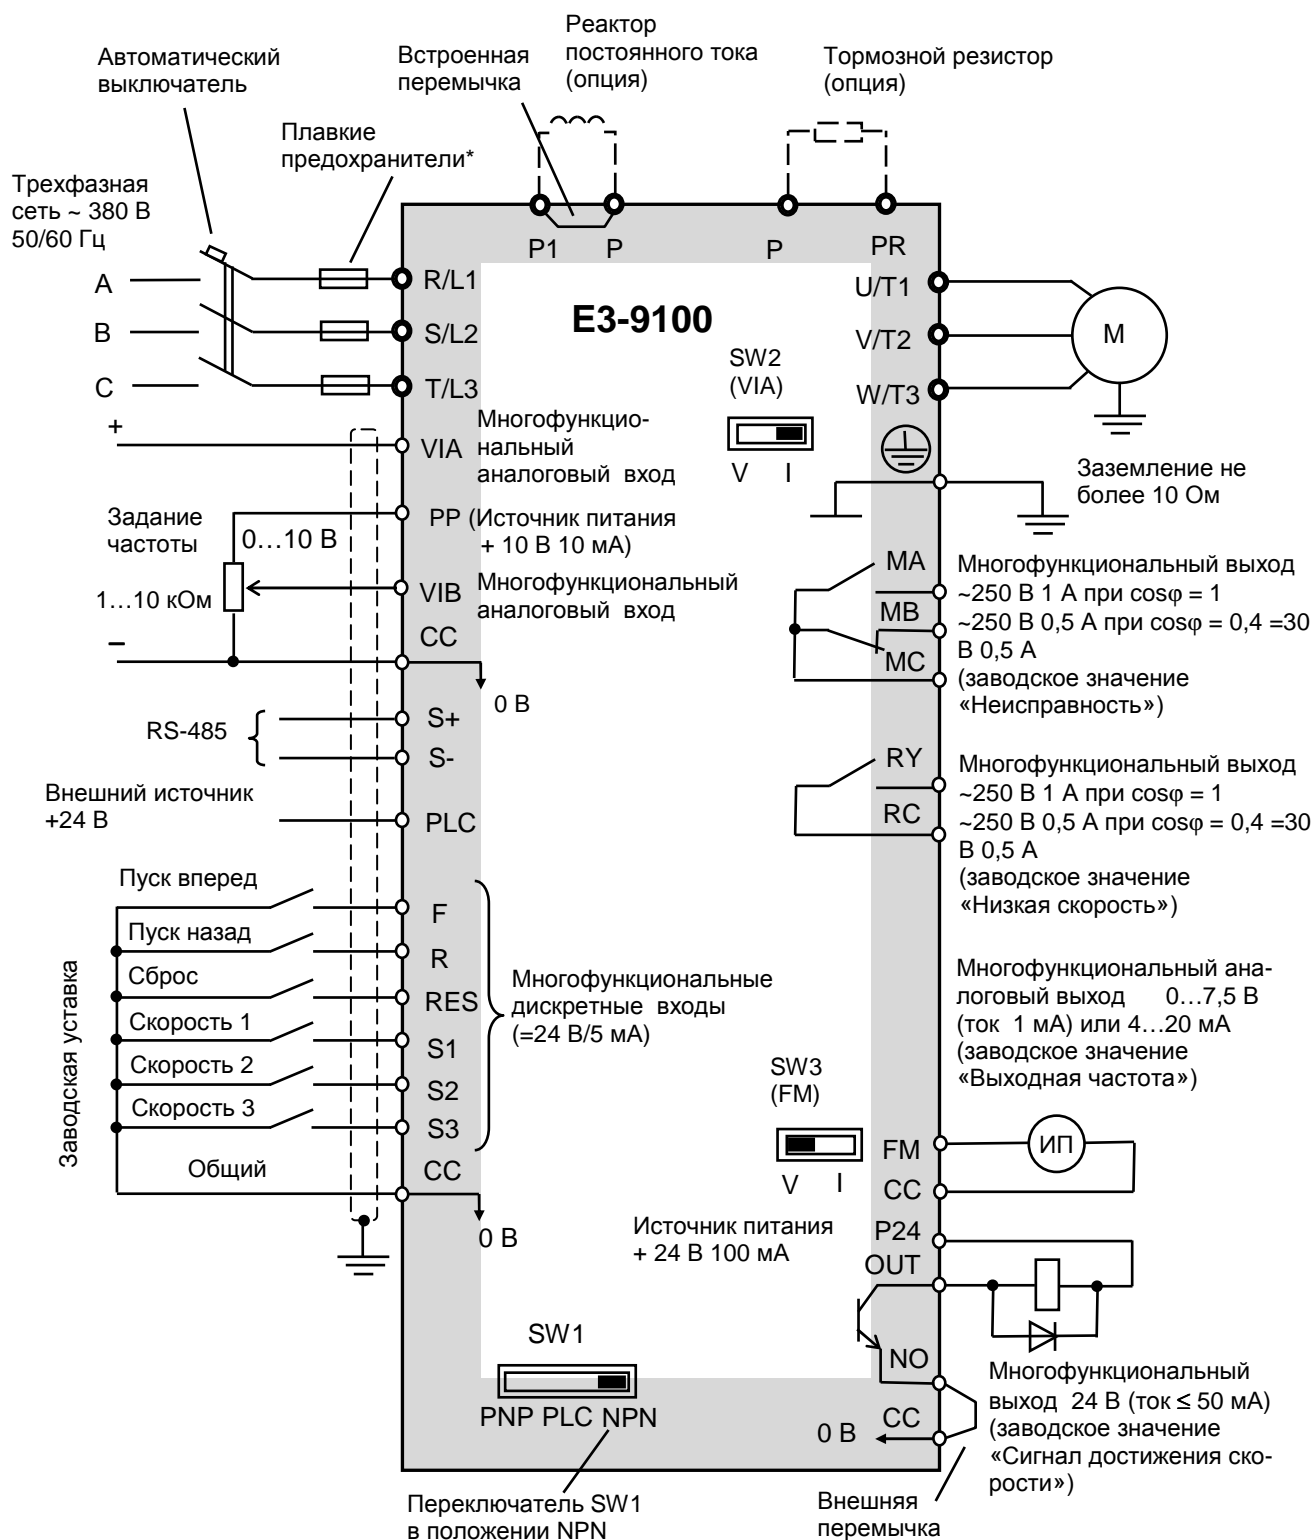 Реактор
постоянного тока
(опция)
Автоматический
выключатель
Встроенная
перемычка
Тормозной резистор
(опция)
Плавкие
предохранители*
Трехфазная
сеть ~ 380 В
50/60 Гц
P1
P
P
PR
A
R/L1
U/T1
E3-9100
B
S/L2
V/T2
M
SW2
(VIA)
C
T/L3
W/T3
+
VIA
Многофункцио-
нальный
аналоговый вход
V
I
Заземление не
более 10 Ом
Задание
частоты
0...10 В
PP (Источник питания
+ 10 В 10 мА)
1...10 кОм
VIB
Многофункциональный
аналоговый вход
CC
–
0 В
MA
MB
MC
Многофункциональный выход
~250 В 1 А при cosφ = 1
~250 В 0,5 А при cosφ = 0,4 =30
В 0,5 А
(заводское значение
«Неисправность»)
RS-485
S+
S-
RY
RC
Многофункциональный выход
~250 В 1 А при cosφ = 1
~250 В 0,5 А при cosφ = 0,4 =30
В 0,5 А
(заводское значение
«Низкая скорость»)
Внешний источник
+24 В
PLC
Заводская уставка
Пуск вперед
F
Пуск назад
R
Сброс
RES
Скорость 1
S1
Скорость 2
S2
Скорость 3
S3
Общий
CC
0 В
Многофункциональные
дискретные входы
(=24 В/5 мА)
Многофункциональный ана-
логовый выход 0...7,5 В
(ток 1 мА) или 4...20 мА
(заводское значение
«Выходная частота»)
SW3
(FM)
V
I
FM
ИП
CC
Источник питания
+ 24 В 100 мА
P24
OUT
NO
SW1
PNP PLC NPN
0 В
CC
Многофункциональный
выход 24 В (ток ≤ 50 мА)
(заводское значение
«Сигнал достижения ско-
рости»)
Переключатель SW1
в положении NPN
Внешняя
перемычка